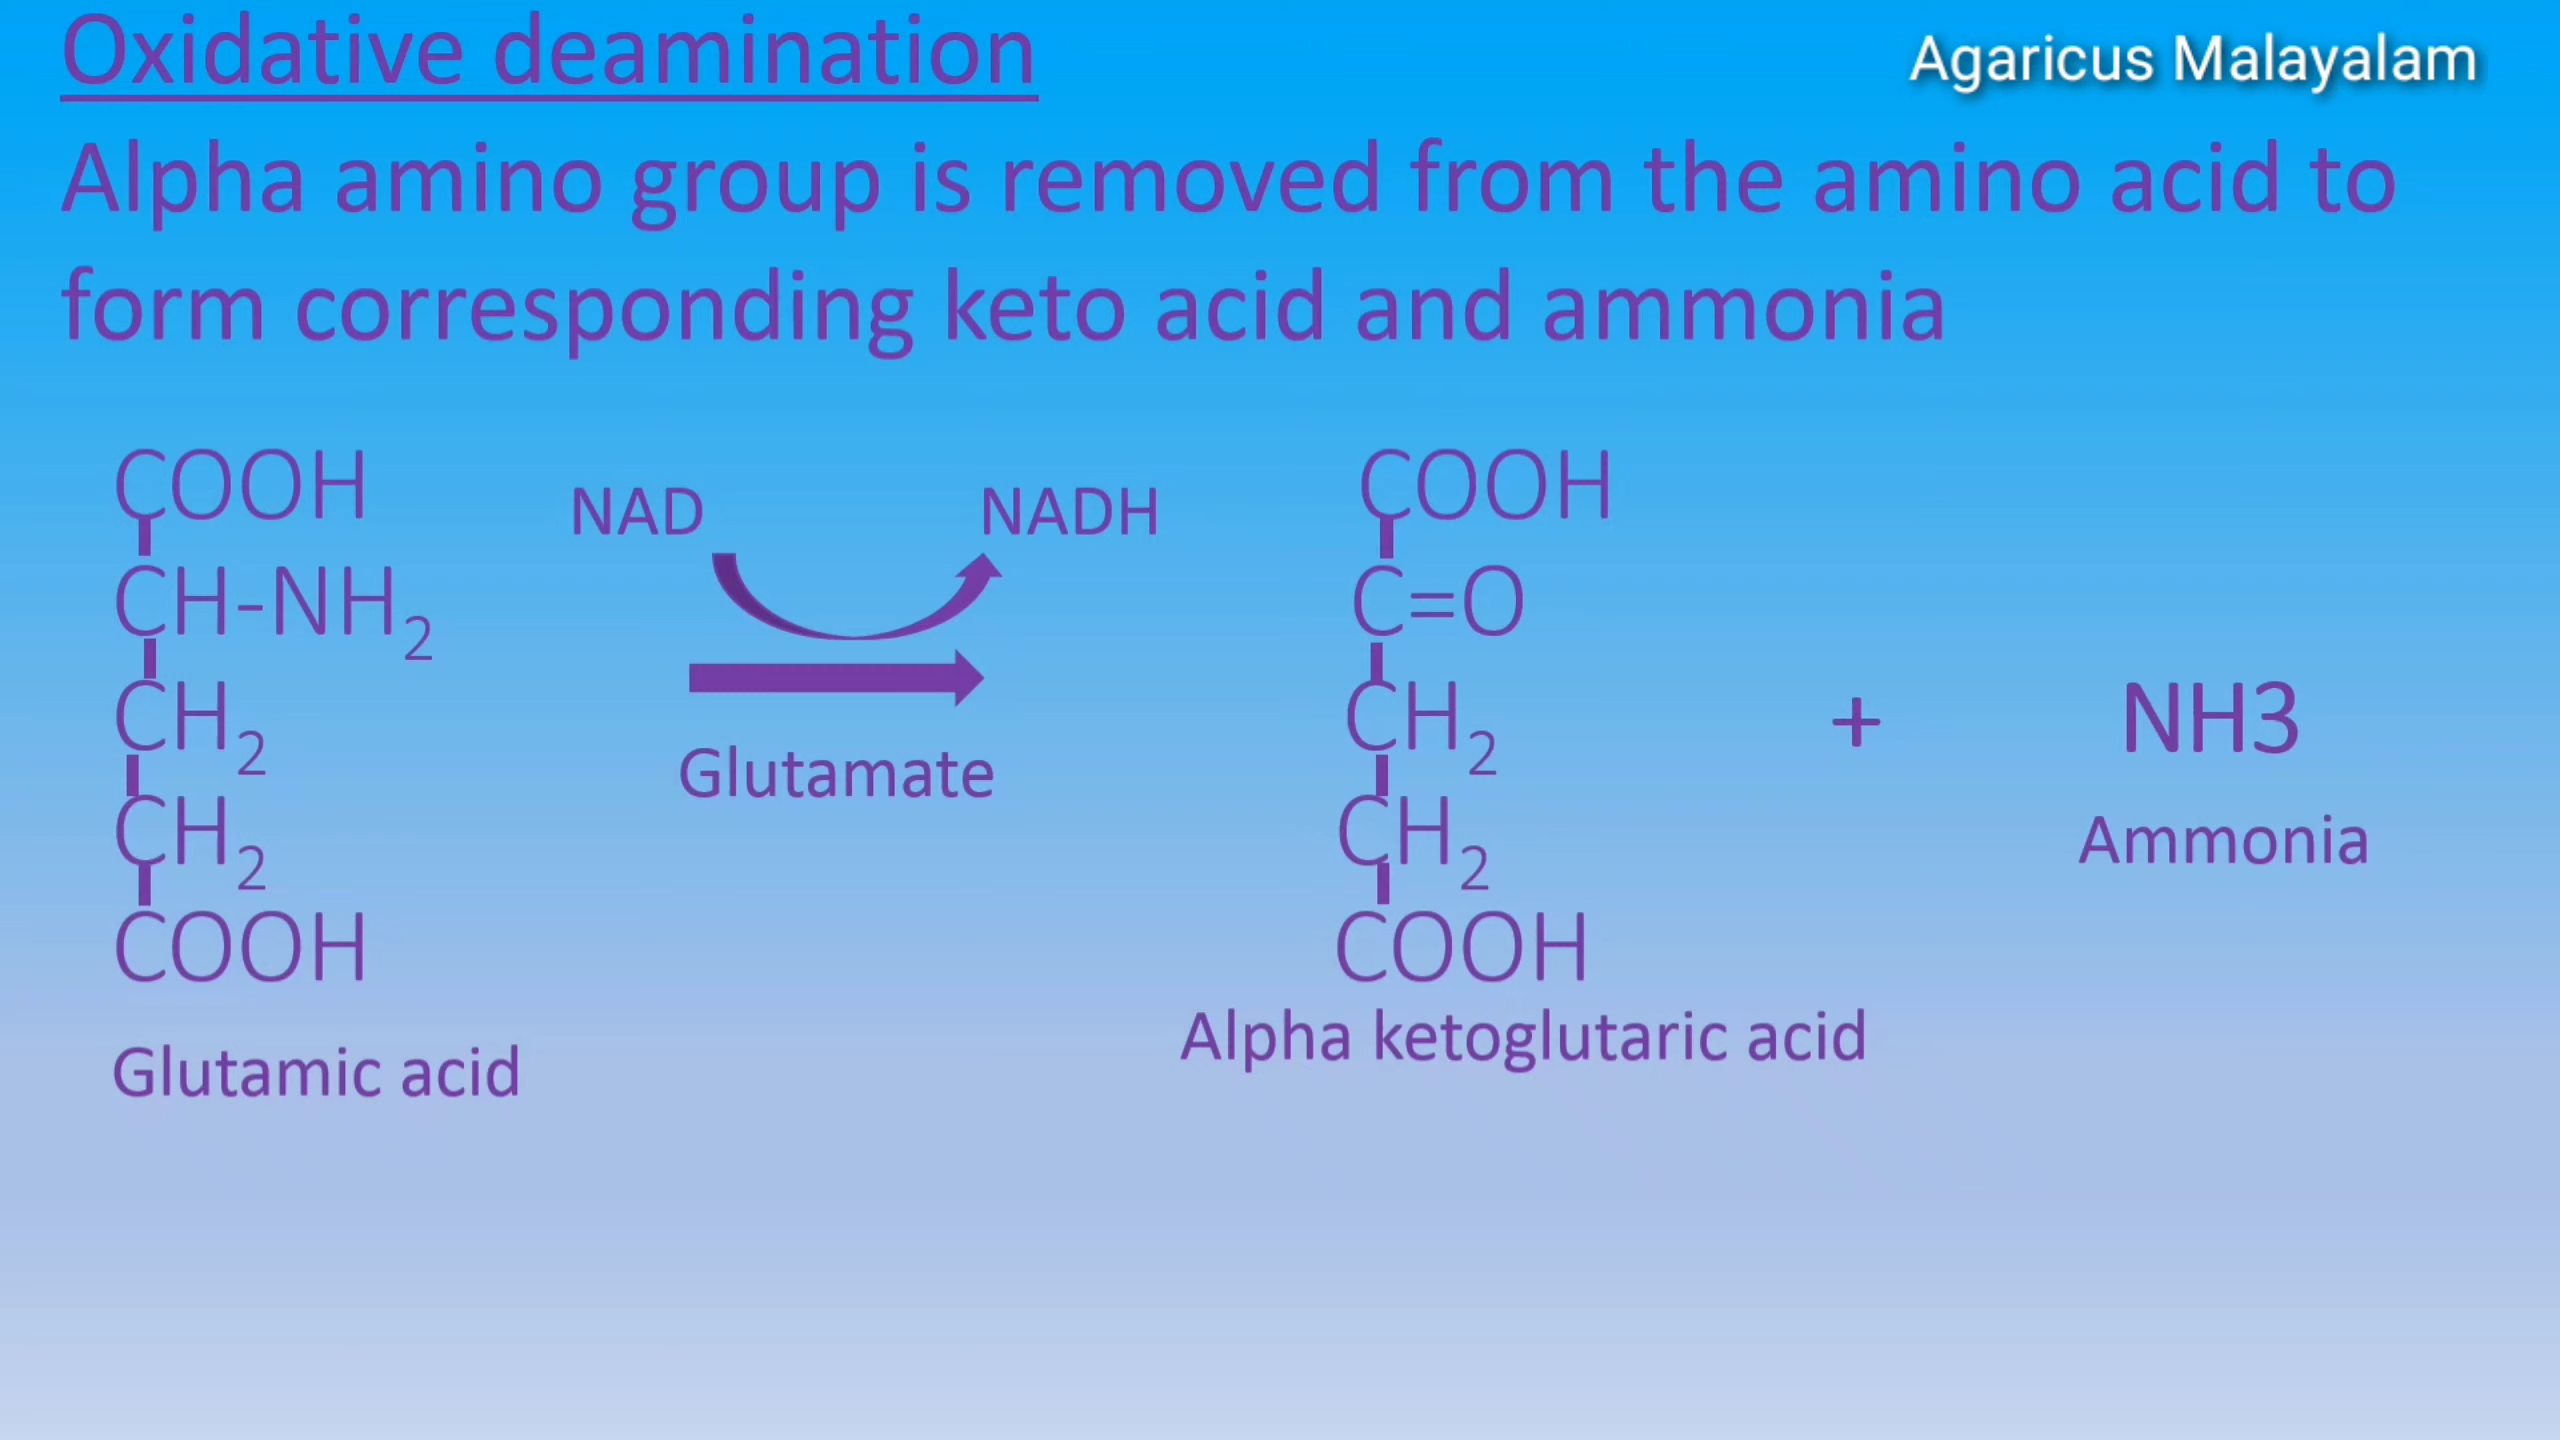 Oxidative deamination
Agaricus Malayalam
Alpha amino group is removed from the amino acid to
form corresponding keto acid and ammonia
COOH
CH-NH₂
CH₂
CH₂
COOH
Glutamic acid
NAD
NADH
Glutamate
COOH
C=O
CH₂
CH₂
COOH
Alpha ketoglutaric acid
+
NH3
Ammonia